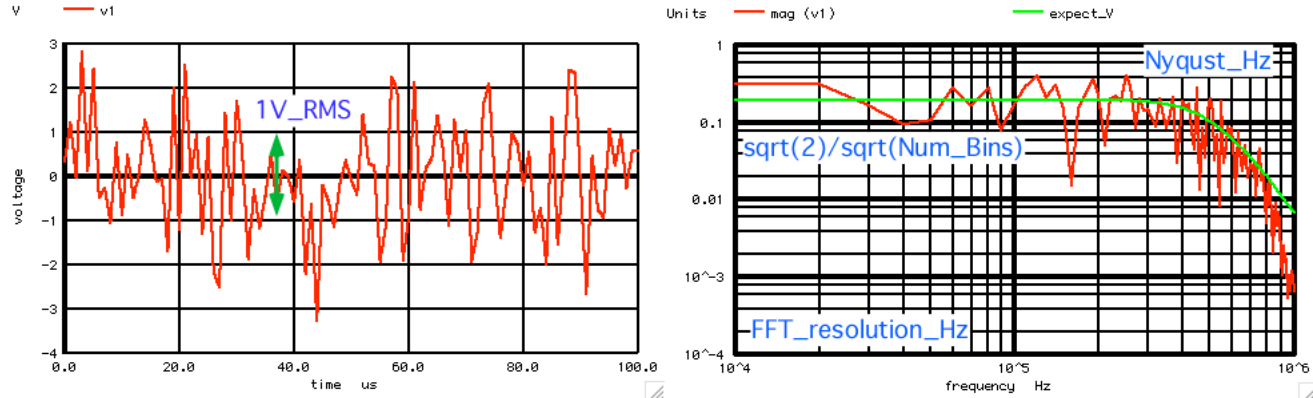 V v1
3
2
1
0
-1
-2
-3
-4
voltage
1V_RMS
0.0 20.0 40.0 60.0 80.0 100.0
time us
Units mag (v1) expect_V
1
0.1
0.01
10^-3
10^-4
Nyqust_Hz
sqrt(2)/sqrt(Num_Bins)
FFT_resolution_Hz
10^4 10^5 10^6
frequency Hz